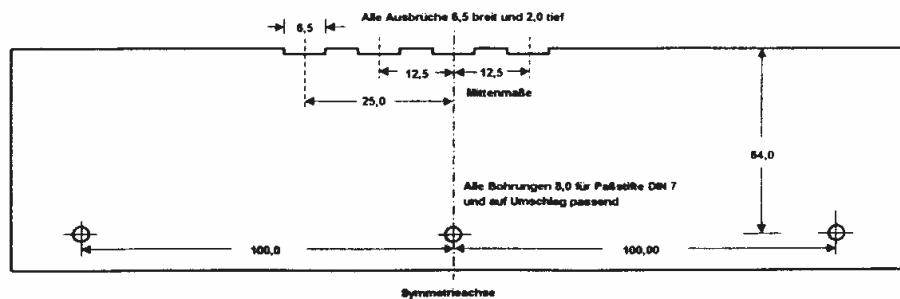 Alle Ausbrüche 6,5 breit und 2,0 tief
6,5
12,5
12,5
Mittenmaße
25,0
64,0
Alle Bohrungen 8,0 für Paßstifte DIN 7
und auf Umschlag passend
100,0
100,00
Symmetrieachse